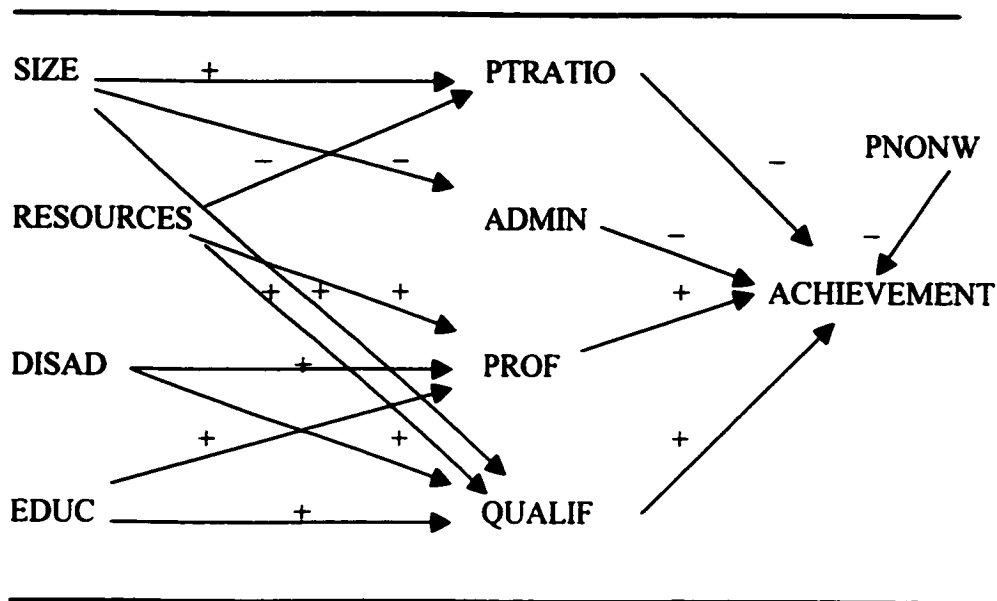 SIZE + PTRATIO
− − − PNONW
RESOURCES ADMIN − −
+ + + + ACHIEVEMENT
DISAD + PROF
+ + +
EDUC + QUALIF